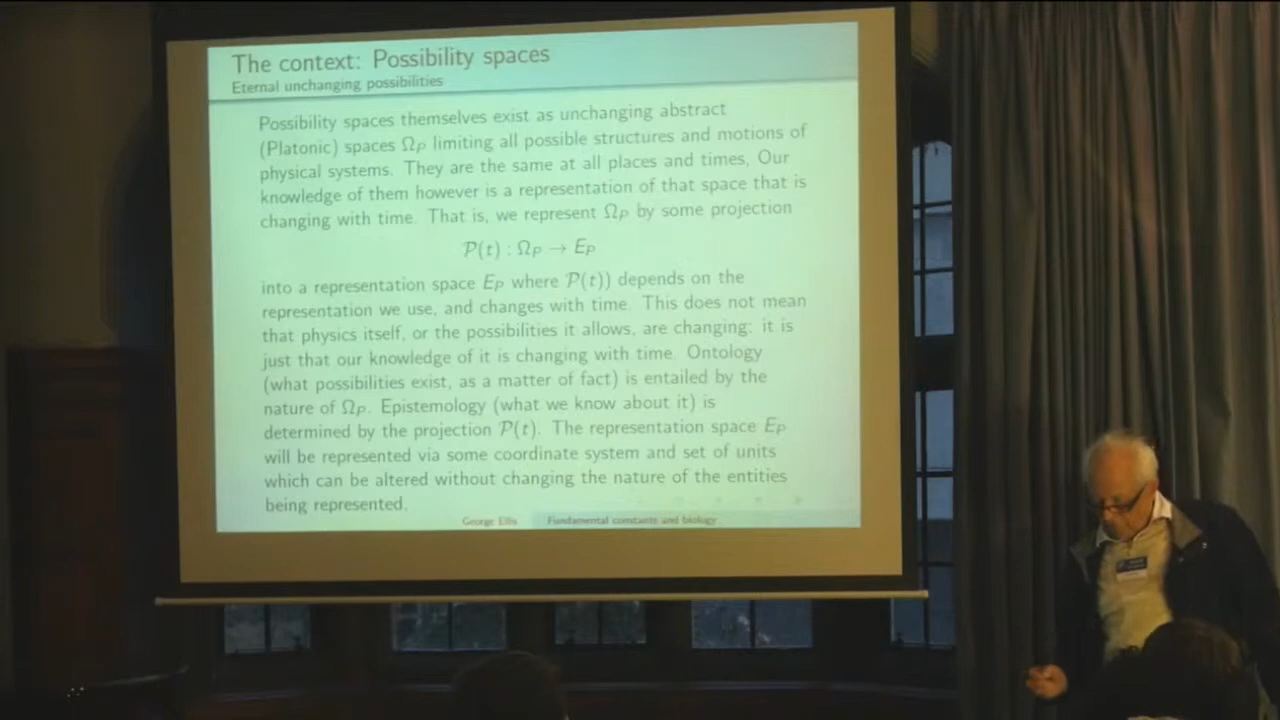 The context: Possibility spaces
Eternal unchanging possibilities
Possibility spaces themselves exist as unchanging abstract
(Platonic) spaces Ω_P limiting all possible structures and motions of
physical systems. They are the same at all places and times, Our
knowledge of them however is a representation of that space that is
changing with time. That is, we represent Ω_P by some projection
P(t) : Ω_P → E_P
into a representation space E_P where P(t)) depends on the
representation we use, and changes with time. This does not mean
that physics itself, or the possibilities it allows, are changing: it is
just that our knowledge of it is changing with time. Ontology
(what possibilities exist, as a matter of fact) is entailed by the
nature of Ω_P. Epistemology (what we know about it) is
determined by the projection P(t). The representation space E_P
will be represented via some coordinate system and set of units
which can be altered without changing the nature of the entities
being represented.
George Ellis Fundamental constants and biology